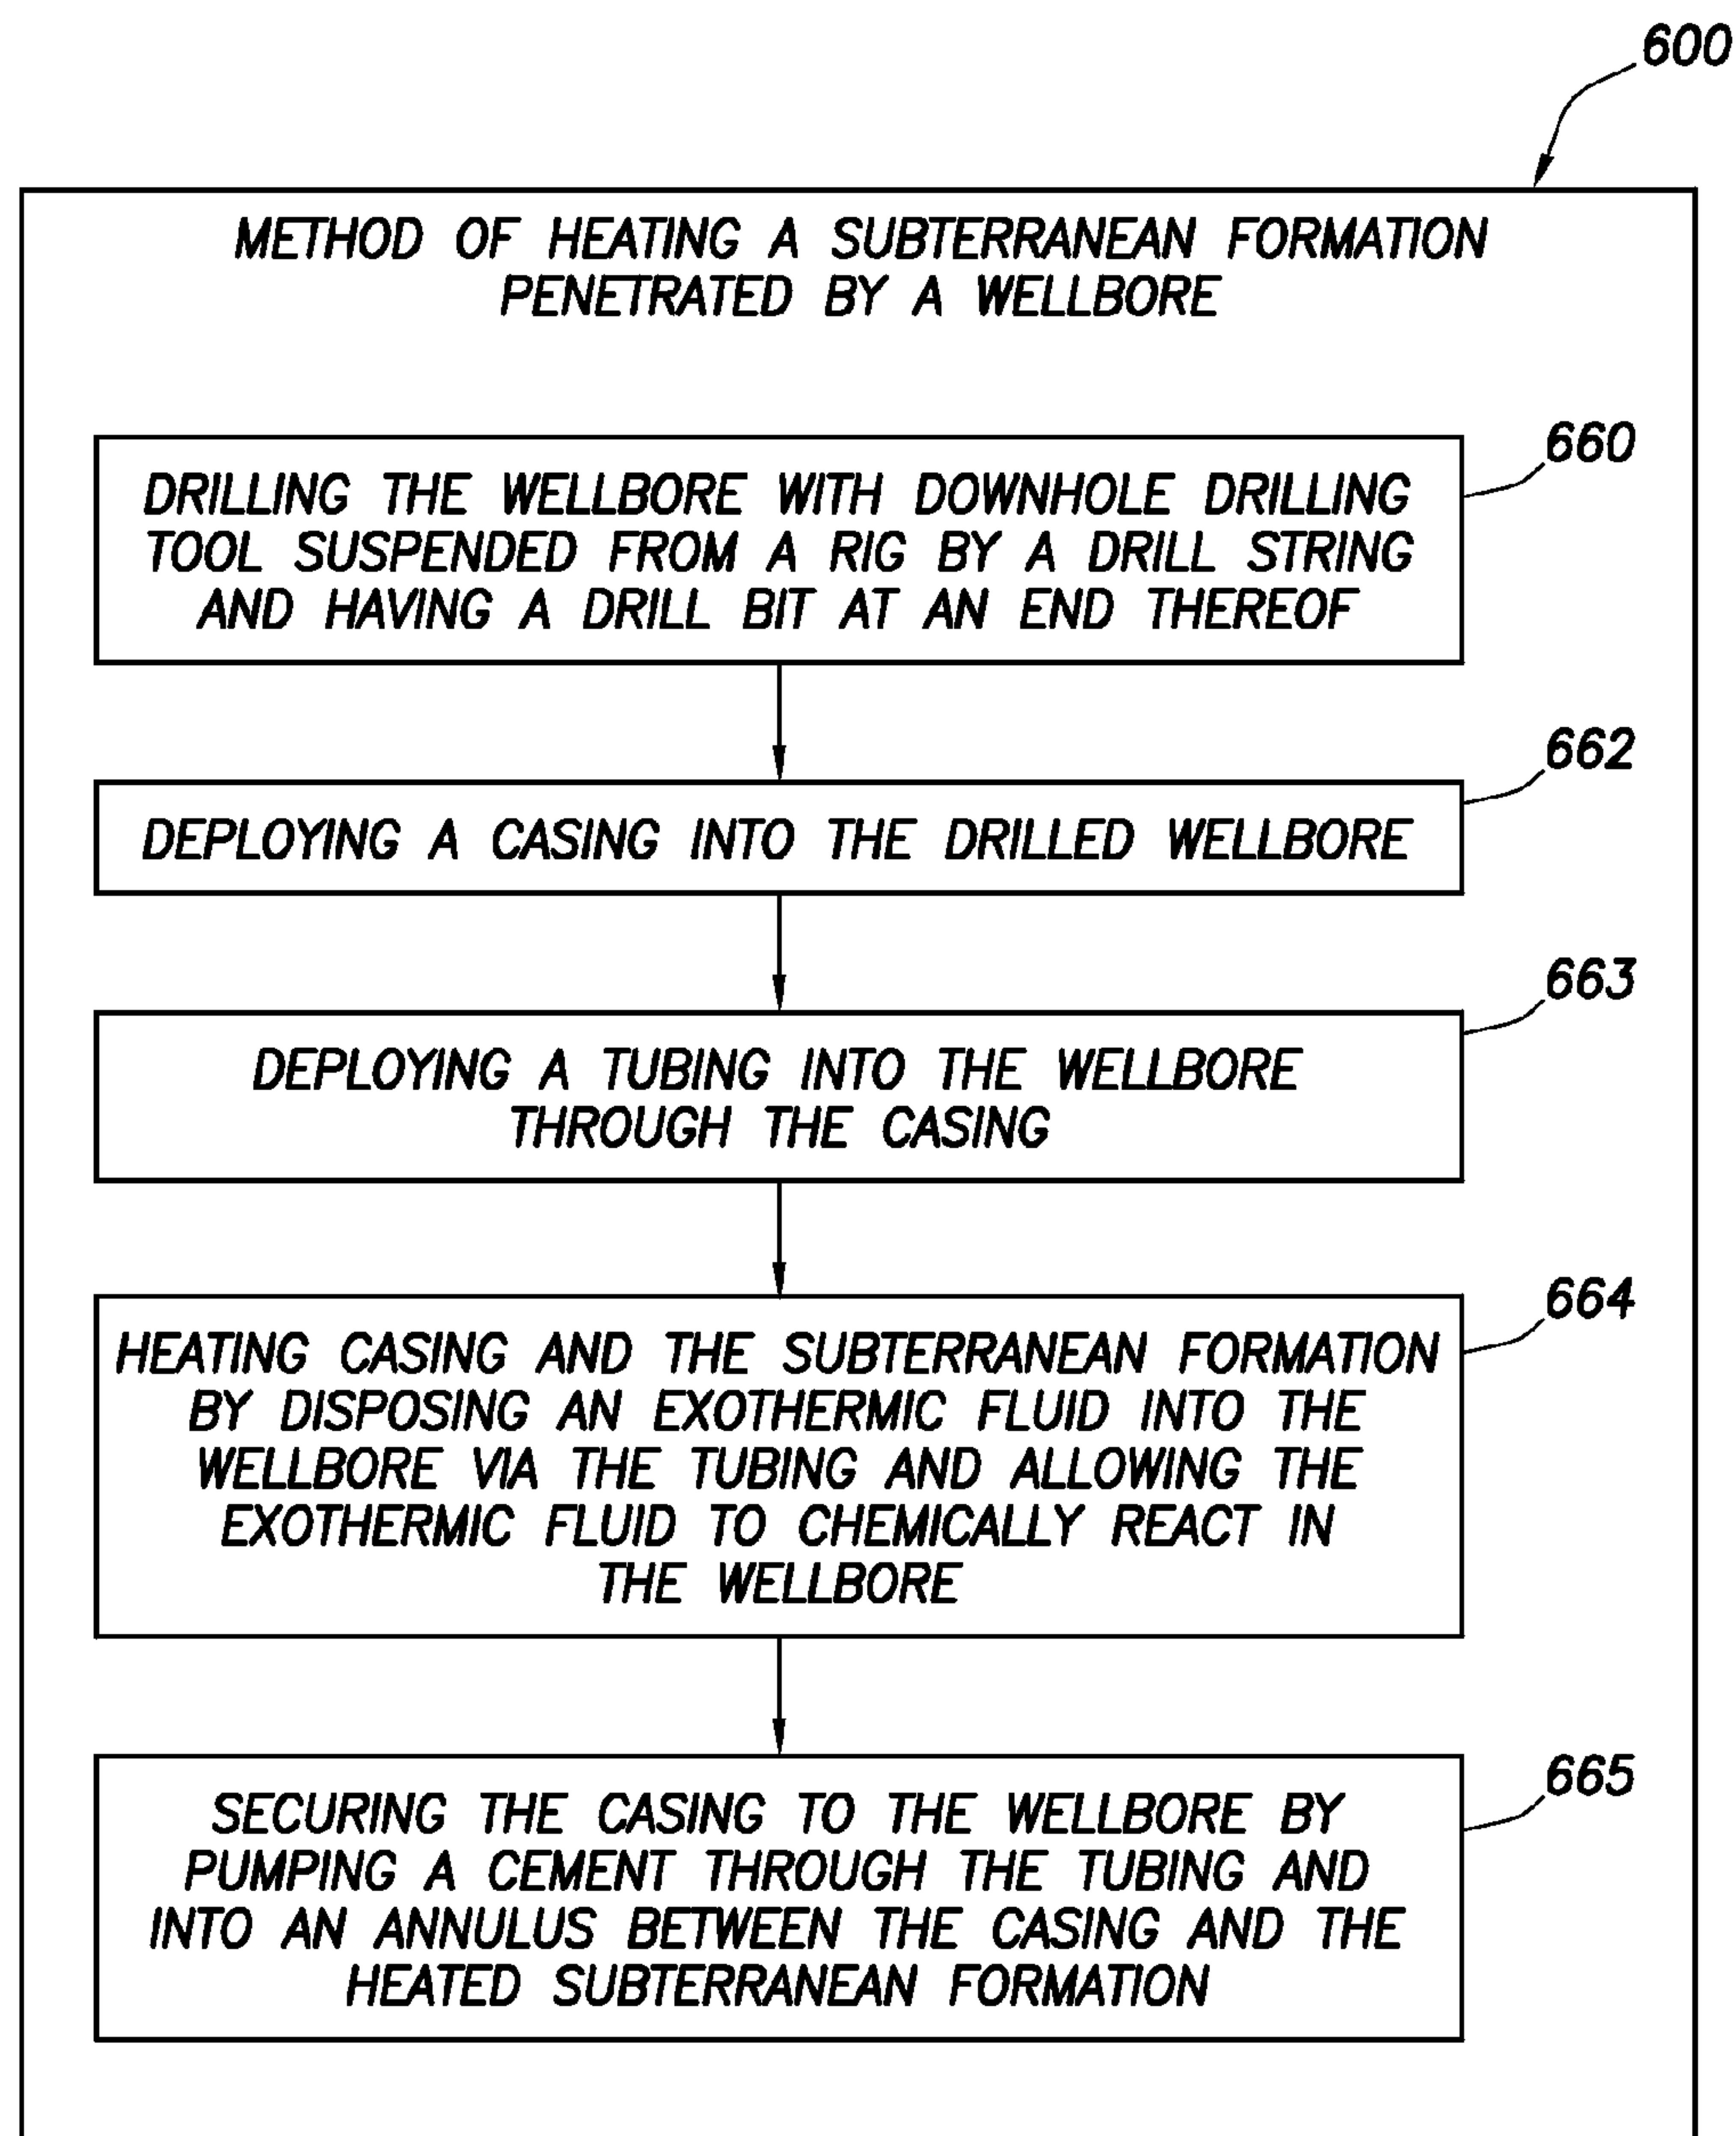 600
METHOD OF HEATING A SUBTERRANEAN FORMATION
PENETRATED BY A WELLBORE
660
DRILLING THE WELLBORE WITH DOWNHOLE DRILLING
TOOL SUSPENDED FROM A RIG BY A DRILL STRING
AND HAVING A DRILL BIT AT AN END THEREOF
662
DEPLOYING A CASING INTO THE DRILLED WELLBORE
663
DEPLOYING A TUBING INTO THE WELLBORE
THROUGH THE CASING
664
HEATING CASING AND THE SUBTERRANEAN FORMATION
BY DISPOSING AN EXOTHERMIC FLUID INTO THE
WELLBORE VIA THE TUBING AND ALLOWING THE
EXOTHERMIC FLUID TO CHEMICALLY REACT IN
THE WELLBORE
665
SECURING THE CASING TO THE WELLBORE BY
PUMPING A CEMENT THROUGH THE TUBING AND
INTO AN ANNULUS BETWEEN THE CASING AND THE
HEATED SUBTERRANEAN FORMATION